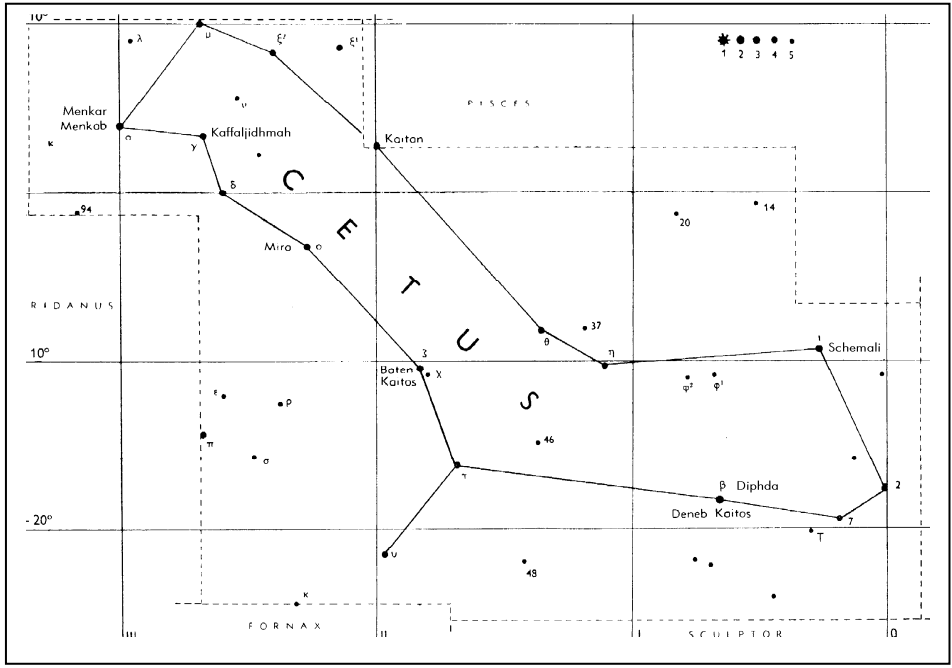 10°
λ
μ
ξ²
ξ¹
1 2 3 4 5
ν
PISCES
Menkar
Menkab
α
Kaffaljidhmah
γ
Kaitan
κ
C
E
T
U
S
δ
94
14
20
Mira
ο
RIDANUS
37
θ
η
1
Schemali
10°
3
Baten
Kaitos
χ
φ²
φ¹
ε
ρ
π
σ
46
τ
β Diphda
Deneb Kaitos
2
7
-20°
T
υ
48
κ
FORNAX
III
II
I
SCULPTOR
0